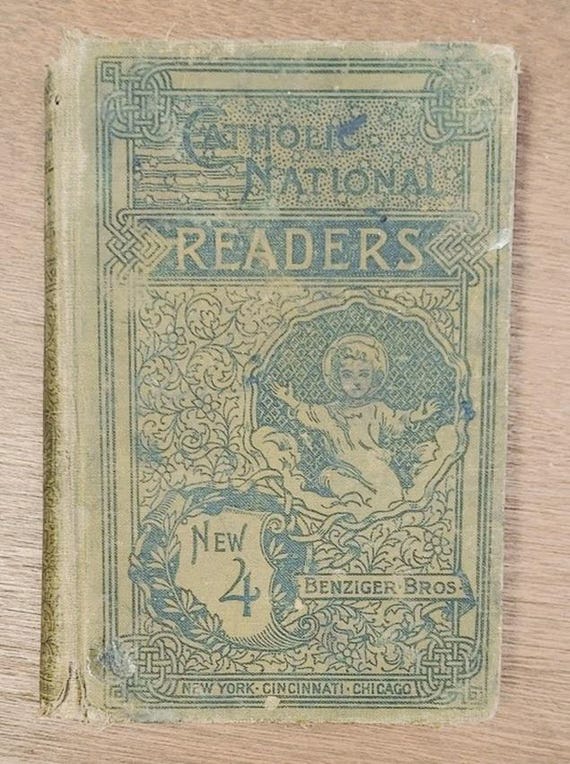 CATHOLIC
NATIONAL
READERS
NEW
4
BENZIGER BROS
NEW YORK · CINCINNATI · CHICAGO